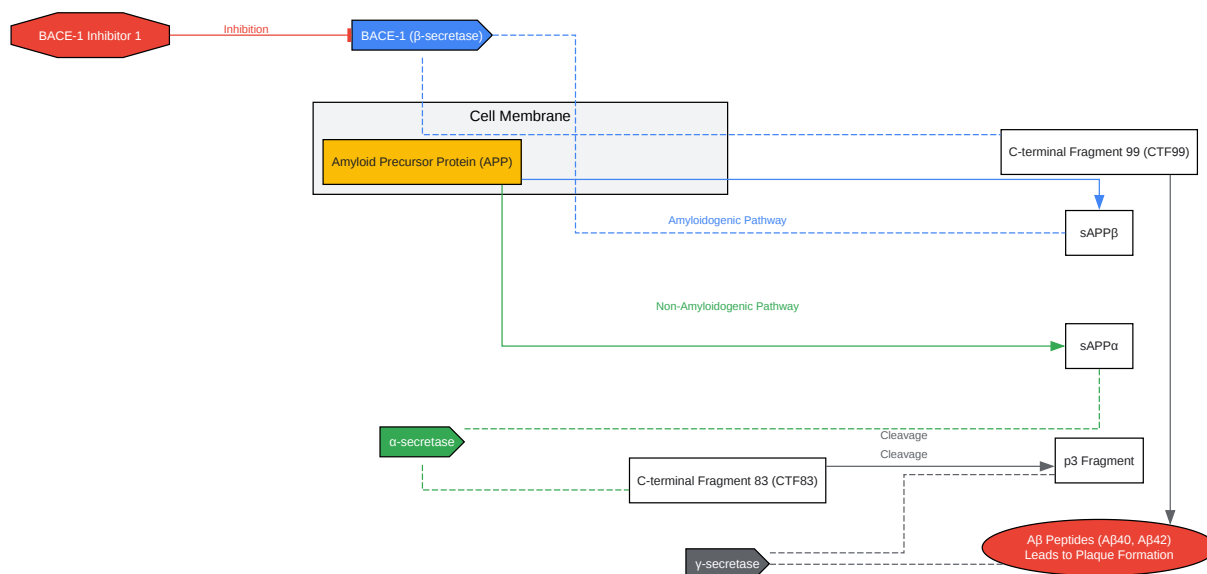 BACE-1 Inhibitor 1
Inhibition
BACE-1 (β-secretase)
Cell Membrane
Amyloid Precursor Protein (APP)
C-terminal Fragment 99 (CTF99)
Amyloidogenic Pathway
sAPPβ
Non-Amyloidogenic Pathway
sAPPα
α-secretase
Cleavage
Cleavage
p3 Fragment
C-terminal Fragment 83 (CTF83)
Aβ Peptides (Aβ40, Aβ42)
Leads to Plaque Formation
γ-secretase